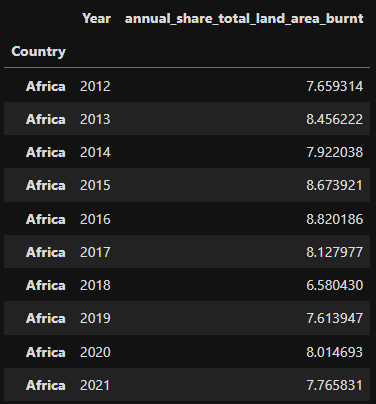 Year annual_share_total_land_area_burnt
Country
Africa 2012 7.659314
Africa 2013 8.456222
Africa 2014 7.922038
Africa 2015 8.673921
Africa 2016 8.820186
Africa 2017 8.127977
Africa 2018 6.580430
Africa 2019 7.613947
Africa 2020 8.014693
Africa 2021 7.765831